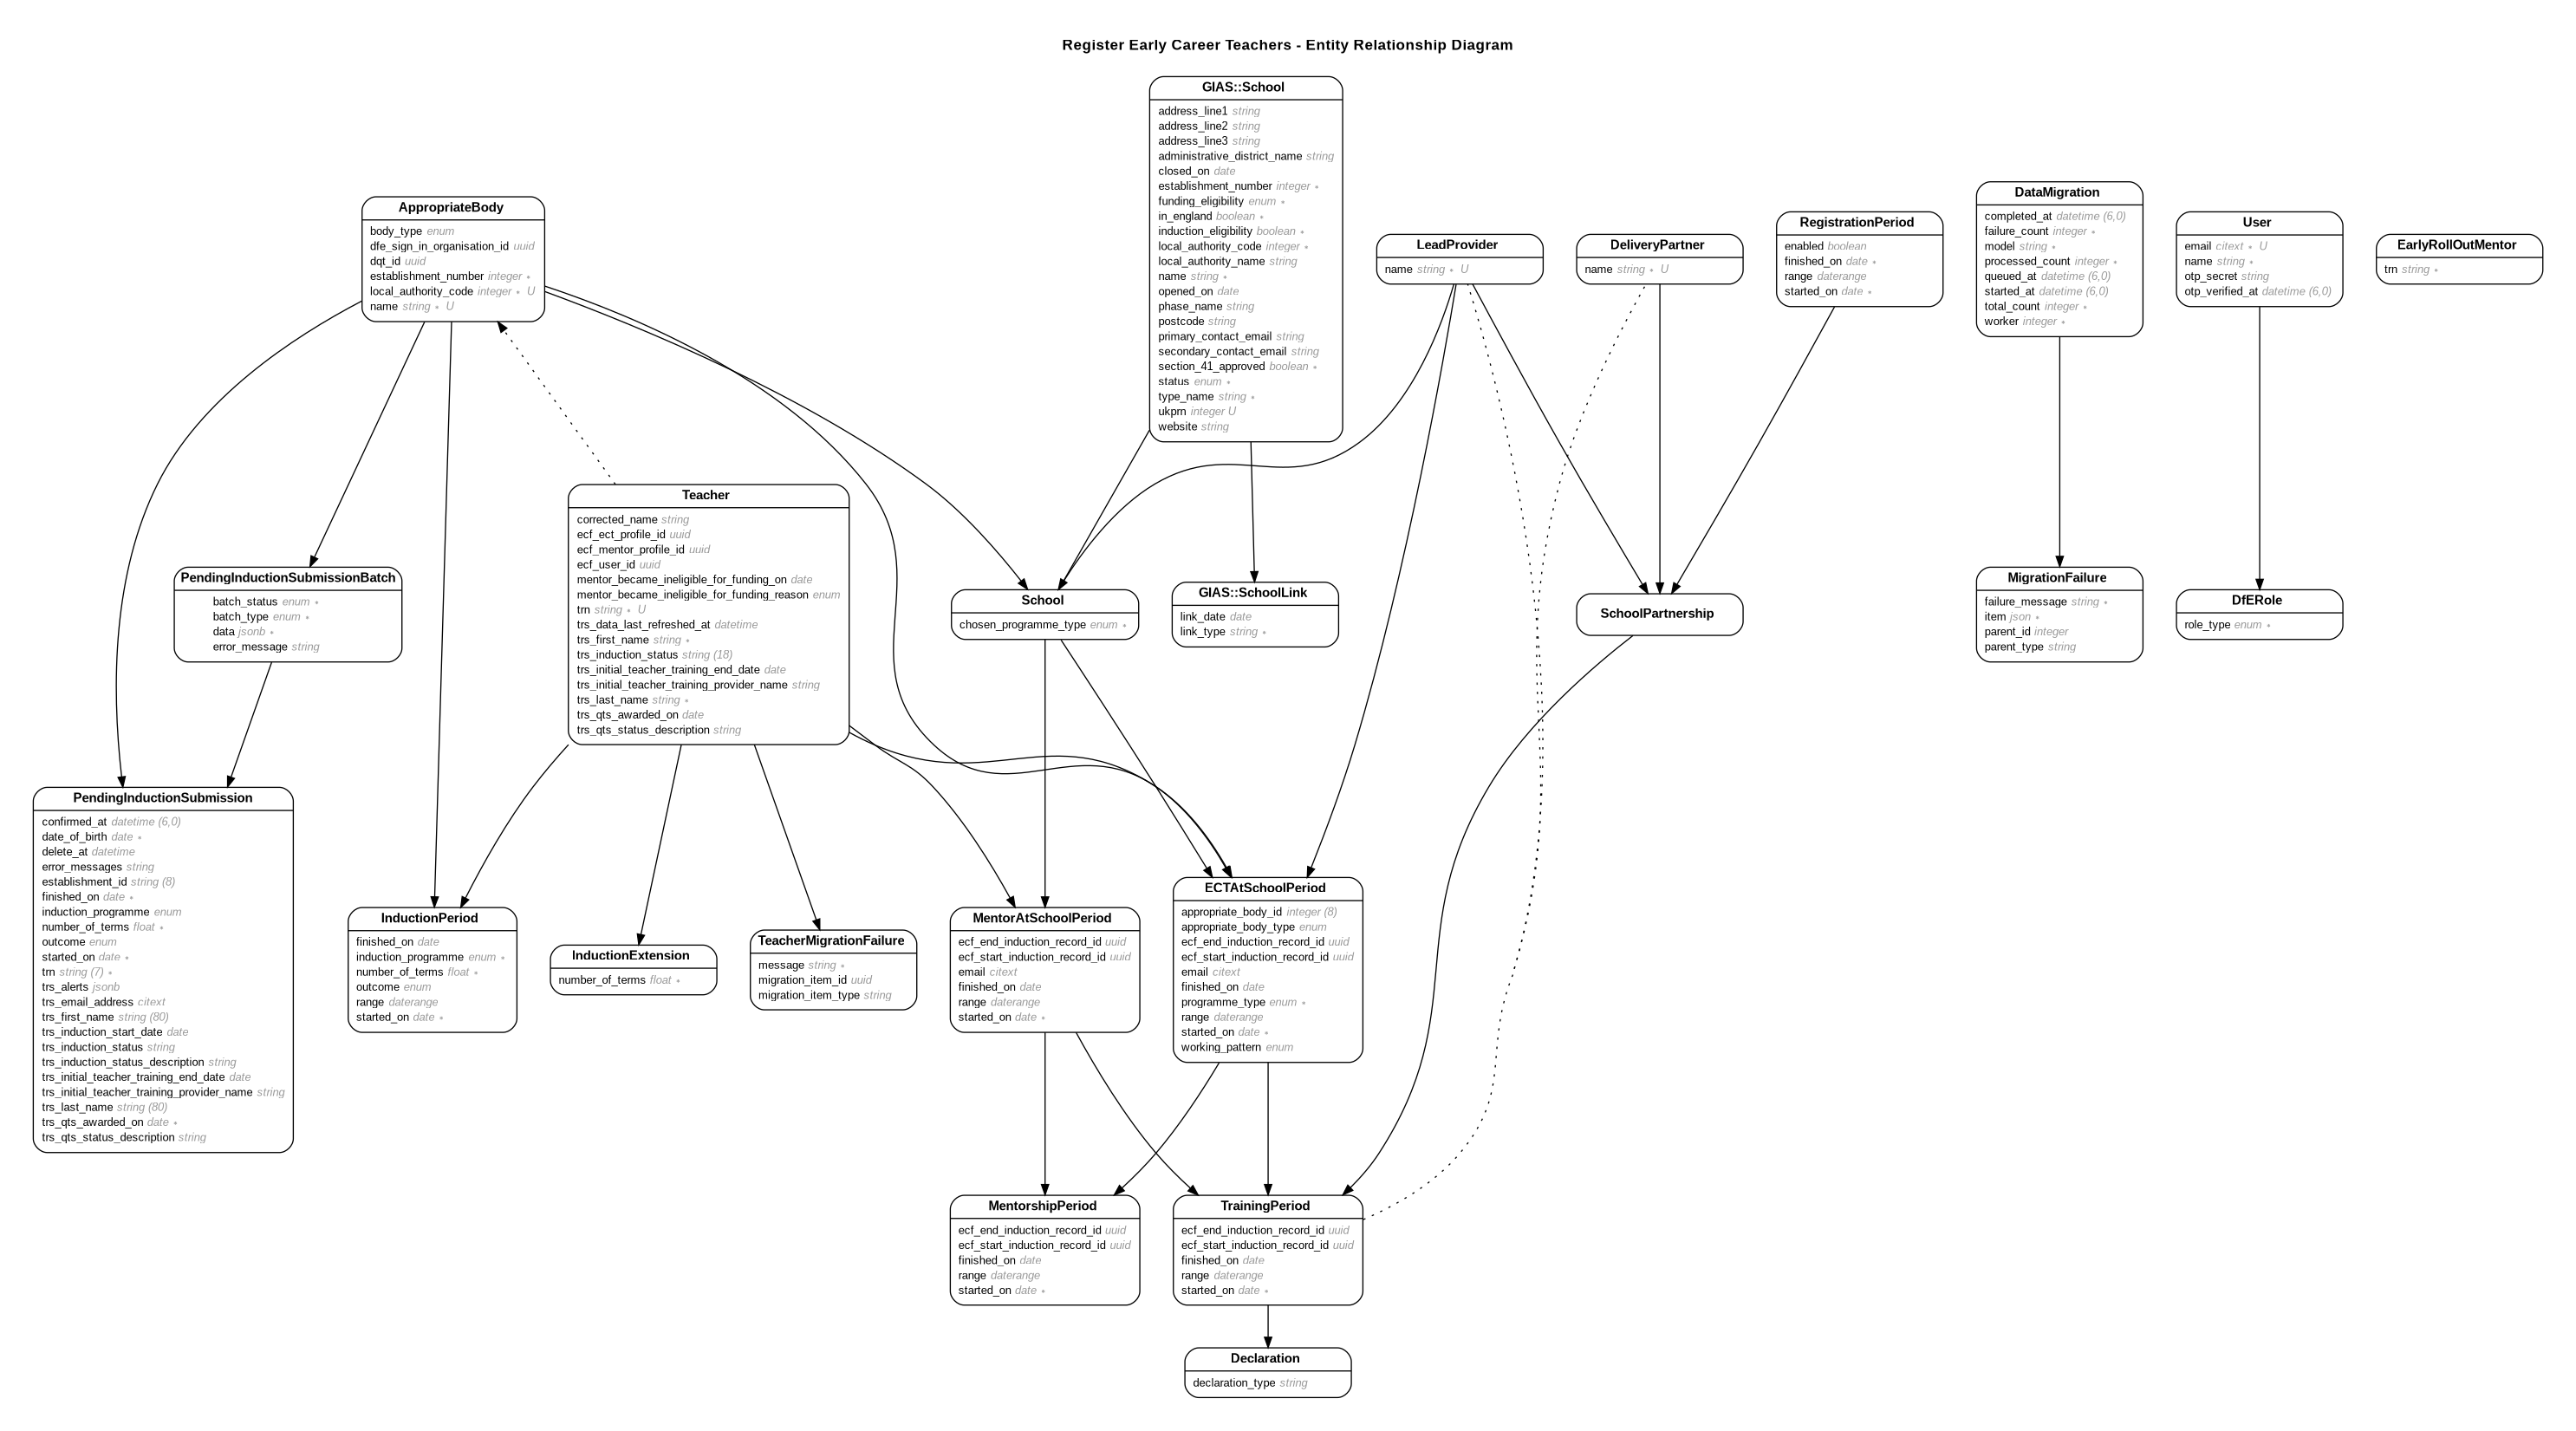 Register Early Career Teachers - Entity Relationship Diagram
GIAS::School
address_line1 string
address_line2 string
address_line3 string
administrative_district_name string
closed_on date
establishment_number integer ∗
funding_eligibility enum ∗
in_england boolean ∗
induction_eligibility boolean ∗
local_authority_code integer ∗
local_authority_name string
name string ∗
opened_on date
phase_name string
postcode string
primary_contact_email string
secondary_contact_email string
section_41_approved boolean ∗
status enum ∗
type_name string ∗
ukprn integer U
website string
AppropriateBody
body_type enum
dfe_sign_in_organisation_id uuid
dqt_id uuid
establishment_number integer ∗
local_authority_code integer ∗ U
name string ∗ U
LeadProvider
name string ∗ U
DeliveryPartner
name string ∗ U
RegistrationPeriod
enabled boolean
finished_on date ∗
range daterange
started_on date ∗
DataMigration
completed_at datetime (6,0)
failure_count integer ∗
model string ∗
processed_count integer ∗
queued_at datetime (6,0)
started_at datetime (6,0)
total_count integer ∗
worker integer ∗
User
email citext ∗ U
name string ∗
otp_secret string
otp_verified_at datetime (6,0)
EarlyRollOutMentor
trn string ∗
Teacher
corrected_name string
ecf_ect_profile_id uuid
ecf_mentor_profile_id uuid
ecf_user_id uuid
mentor_became_ineligible_for_funding_on date
mentor_became_ineligible_for_funding_reason enum
trn string ∗ U
trs_data_last_refreshed_at datetime
trs_first_name string ∗
trs_induction_status string (18)
trs_initial_teacher_training_end_date date
trs_initial_teacher_training_provider_name string
trs_last_name string ∗
trs_qts_awarded_on date
trs_qts_status_description string
PendingInductionSubmissionBatch
batch_status enum ∗
batch_type enum ∗
data jsonb ∗
error_message string
School
chosen_programme_type enum ∗
GIAS::SchoolLink
link_date date
link_type string ∗
SchoolPartnership
MigrationFailure
failure_message string ∗
item json ∗
parent_id integer
parent_type string
DfERole
role_type enum ∗
PendingInductionSubmission
confirmed_at datetime (6,0)
date_of_birth date ∗
delete_at datetime
error_messages string
establishment_id string (8)
finished_on date ∗
induction_programme enum
number_of_terms float ∗
outcome enum
started_on date ∗
trn string (7) ∗
trs_alerts jsonb
trs_email_address citext
trs_first_name string (80)
trs_induction_start_date date
trs_induction_status string
trs_induction_status_description string
trs_initial_teacher_training_end_date date
trs_initial_teacher_training_provider_name string
trs_last_name string (80)
trs_qts_awarded_on date ∗
trs_qts_status_description string
InductionPeriod
finished_on date
induction_programme enum ∗
number_of_terms float ∗
outcome enum
range daterange
started_on date ∗
InductionExtension
number_of_terms float ∗
TeacherMigrationFailure
message string ∗
migration_item_id uuid
migration_item_type string
MentorAtSchoolPeriod
ecf_end_induction_record_id uuid
ecf_start_induction_record_id uuid
email citext
finished_on date
range daterange
started_on date ∗
ECTAtSchoolPeriod
appropriate_body_id integer (8)
appropriate_body_type enum
ecf_end_induction_record_id uuid
ecf_start_induction_record_id uuid
email citext
finished_on date
programme_type enum ∗
range daterange
started_on date ∗
working_pattern enum
MentorshipPeriod
ecf_end_induction_record_id uuid
ecf_start_induction_record_id uuid
finished_on date
range daterange
started_on date ∗
TrainingPeriod
ecf_end_induction_record_id uuid
ecf_start_induction_record_id uuid
finished_on date
range daterange
started_on date ∗
Declaration
declaration_type string